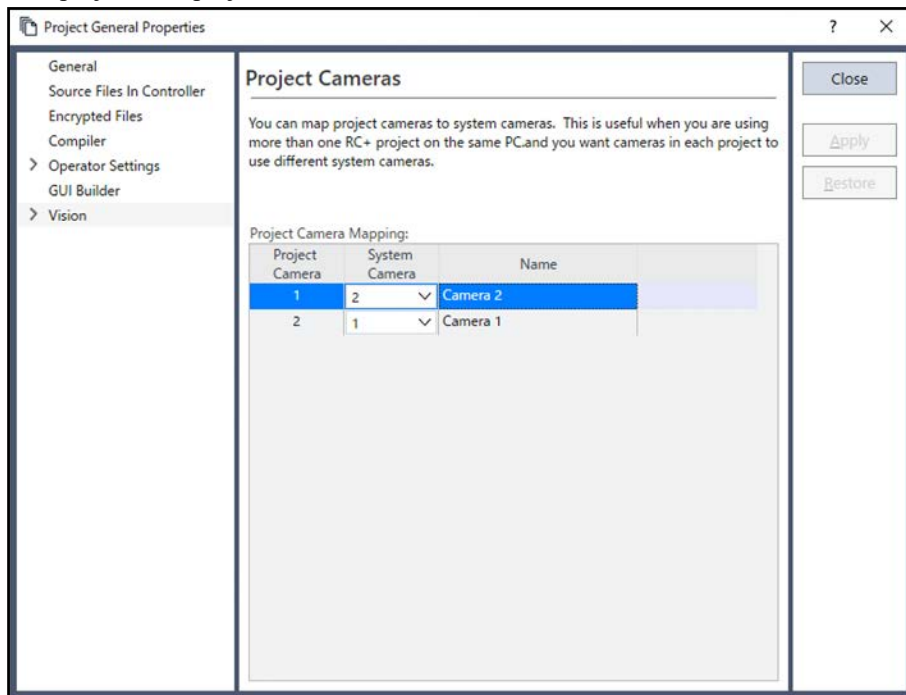 Project General Properties
? X
General
Source Files In Controller
Encrypted Files
Compiler
> Operator Settings
GUI Builder
> Vision
Project Cameras
You can map project cameras to system cameras. This is useful when you are using
more than one RC+ project on the same PC.and you want cameras in each project to
use different system cameras.
Project Camera Mapping:
Project Camera System Camera Name
1 2 Camera 2
2 1 Camera 1
Close
Apply
Restore